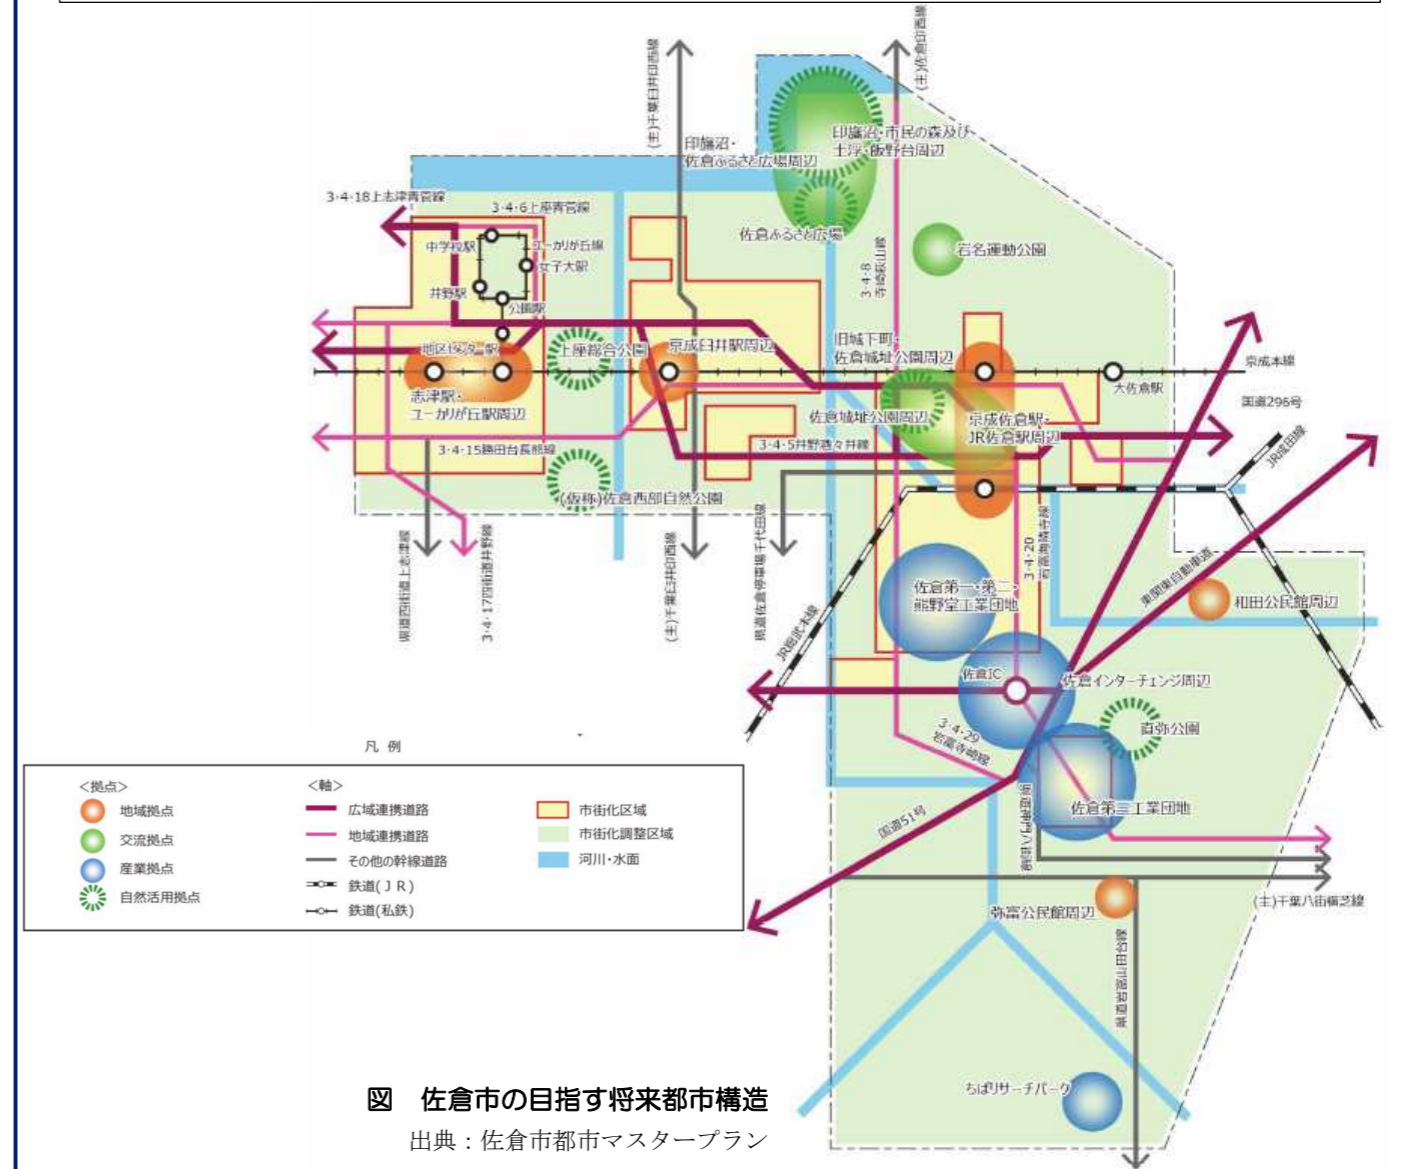 (主)千葉臼井印西線
(主)佐倉印西線
印旛沼・市民の森及び
土浮・飯野台周辺
印旛沼・
佐倉ふるさと広場周辺
3・4・18上志津青菅線
3・4・6上座青菅線
中学校駅
ユーカリが丘線
女子大駅
井野駅
公園駅
地区センター駅
佐倉ふるさと広場
岩名運動公園
3・4・8
寺崎萩山線
上座総合公園
京成臼井駅周辺
旧城下町・
佐倉城址公園周辺
京成本線
大佐倉駅
志津駅・
ユーカリが丘駅周辺
佐倉城址公園周辺
京成佐倉駅・
JR佐倉駅周辺
国道296号
3・4・15勝田台長熊線
3・4・5井野酒々井線
JR成田線
(仮称)佐倉西部自然公園
県道四街道上志津線
3・4・17四街道井野線
(主)千葉臼井印西線
県道佐倉停車場千代田線
3・4・20
岩富海隣寺線
東関東自動車道
佐倉第一・第二・
熊野堂工業団地
和田公民館周辺
JR総武本線
佐倉IC
佐倉インターチェンジ周辺
直弥公園
3・4・29
岩富寺崎線
佐倉第三工業団地
国道51号
(主)千葉八街横芝線
弥富公民館周辺
県道岩富山田台線
ちばリサーチパーク
凡 例
<拠点>
地域拠点
交流拠点
産業拠点
自然活用拠点
<軸>
広域連携道路
地域連携道路
その他の幹線道路
鉄道(JR)
鉄道(私鉄)
市街化区域
市街化調整区域
河川・水面
図 佐倉市の目指す将来都市構造
出典：佐倉市都市マスタープラン